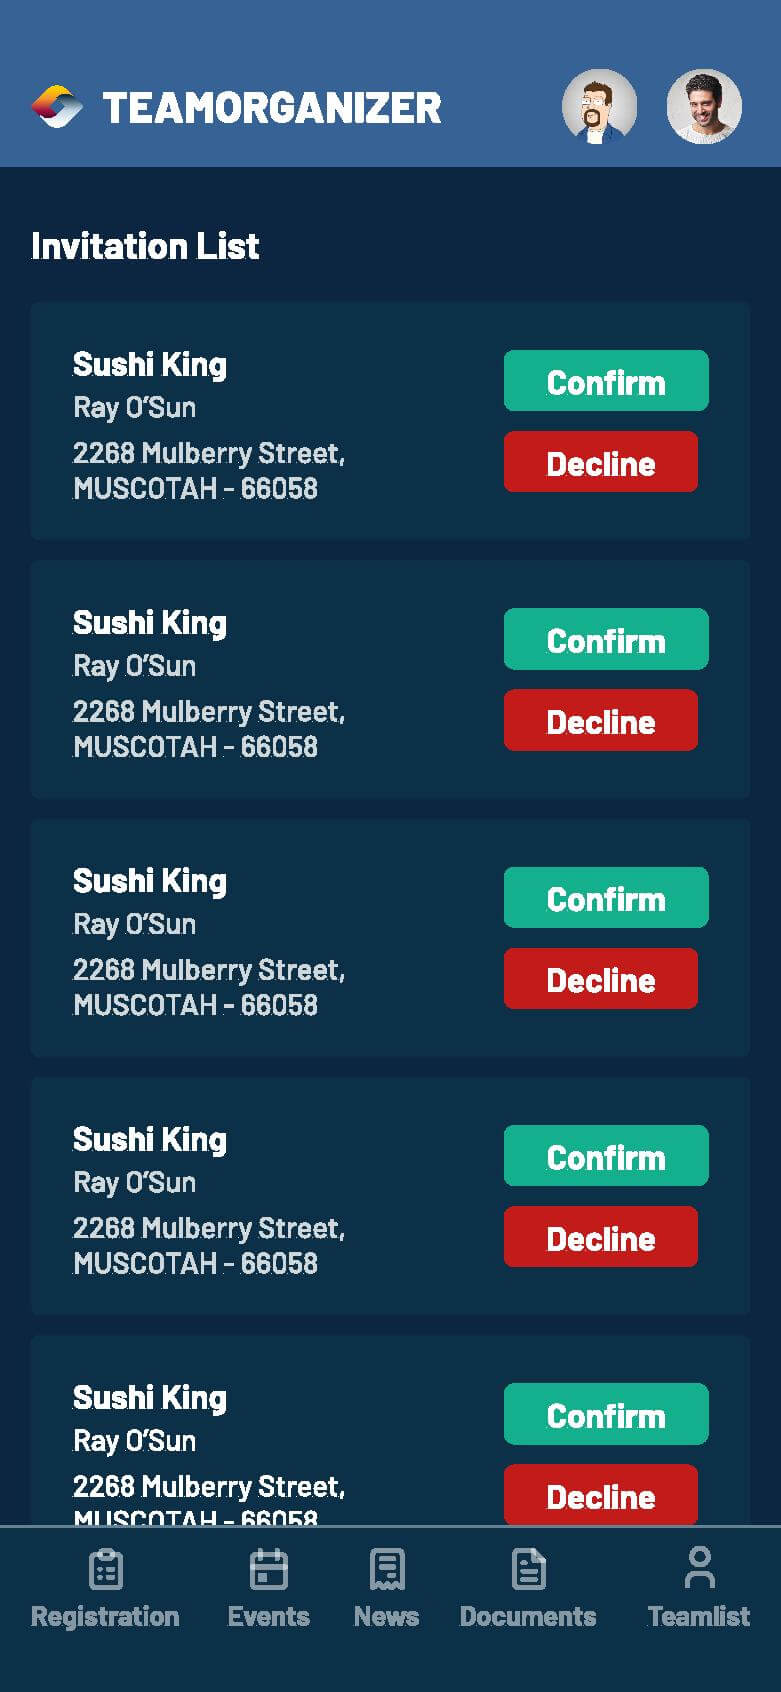 TEAMORGANIZER
Invitation List
Sushi King
Ray O’Sun
2268 Mulberry Street,
MUSCOTAH - 66058
Confirm
Decline
Sushi King
Ray O’Sun
2268 Mulberry Street,
MUSCOTAH - 66058
Confirm
Decline
Sushi King
Ray O’Sun
2268 Mulberry Street,
MUSCOTAH - 66058
Confirm
Decline
Sushi King
Ray O’Sun
2268 Mulberry Street,
MUSCOTAH - 66058
Confirm
Decline
Sushi King
Ray O’Sun
2268 Mulberry Street,
MUSCOTAH - 66058
Confirm
Decline
Registration
Events
News
Documents
Teamlist